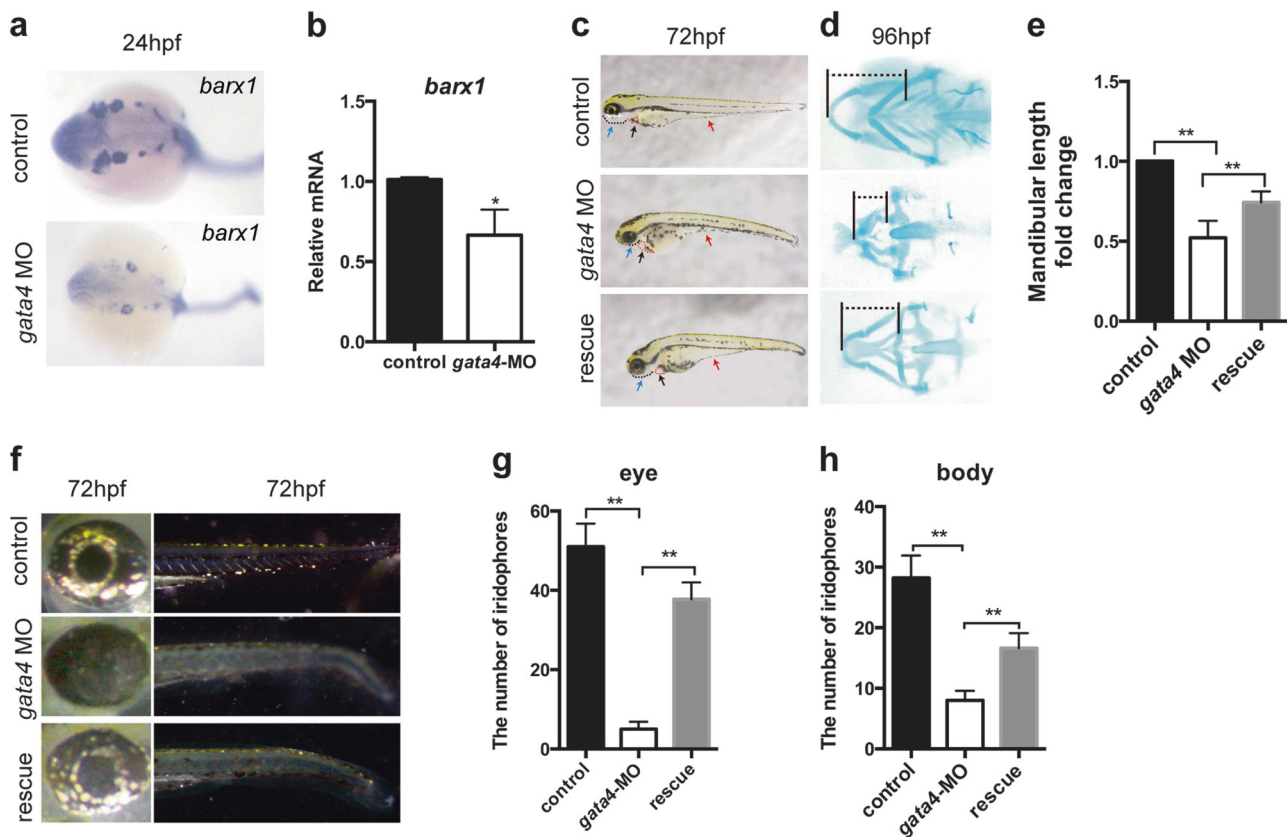 a
24hpf
control
barx1
gata4 MO
barx1
b
barx1
Relative mRNA
1.5
1.0
0.5
0.0
*
control gata4-MO
c
72hpf
control
gata4 MO
rescue
d
96hpf
e
Mandibular length
fold change
1.5
1.0
0.5
0.0
**
**
control
gata4 MO
rescue
f
72hpf
72hpf
control
gata4 MO
rescue
g
eye
The number of iridophores
60
40
20
0
**
**
control
gata4-MO
rescue
h
body
The number of iridophores
40
30
20
10
0
**
**
control
gata4-MO
rescue